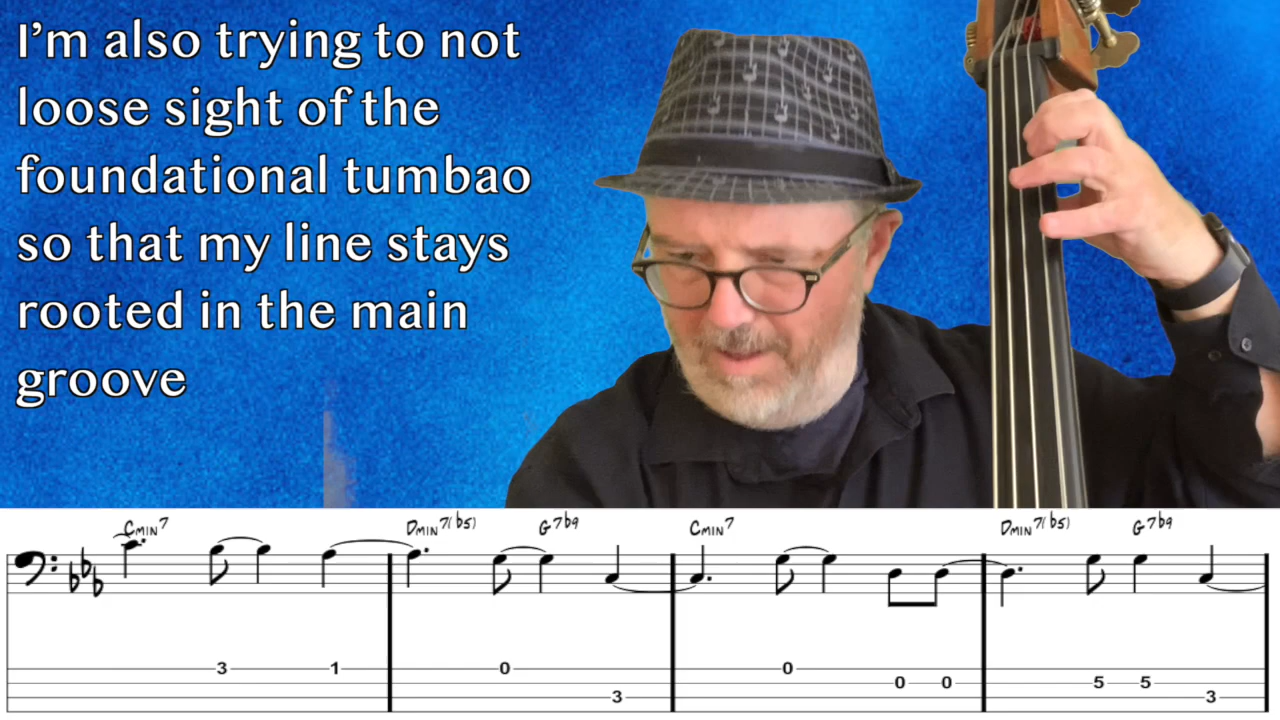 I'm also trying to not
loose sight of the
foundational tumbao
so that my line stays
rooted in the main
groove
CMIN7 DMIN7(b5) G7b9 CMIN7 DMIN7(b5) G7b9
3 1 0 0
0 0 5 5
3 3